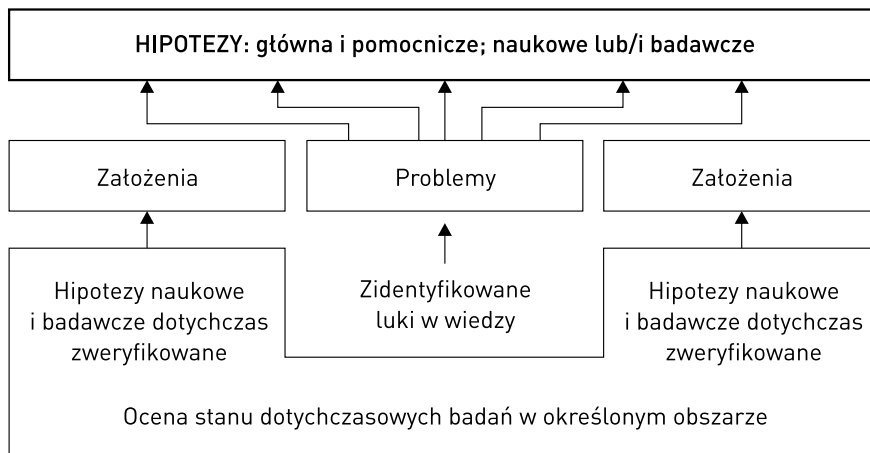 HIPOTEZY: główna i pomocnicze; naukowe lub/i badawcze
Założenia
Problemy
Założenia
Hipotezy naukowe
i badawcze dotychczas
zweryfikowane
Zidentyfikowane
luki w wiedzy
Hipotezy naukowe
i badawcze dotychczas
zweryfikowane
Ocena stanu dotychczasowych badań w określonym obszarze